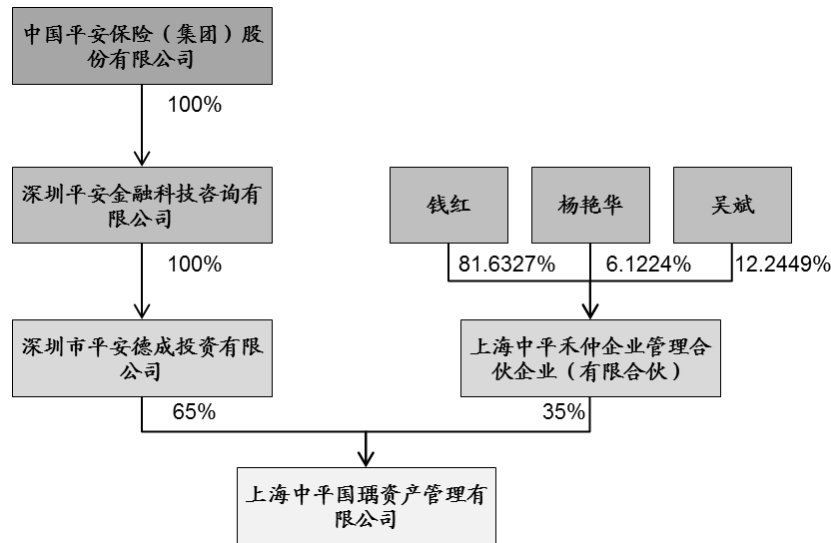 中国平安保险（集团）股
份有限公司
100%
深圳平安金融科技咨询有
限公司
钱红
杨艳华
吴斌
100%
81.6327%
6.1224%
12.2449%
深圳市平安德成投资有限
公司
上海中平禾仲企业管理合
伙企业（有限合伙）
65%
35%
上海中平国瑀资产管理有
限公司